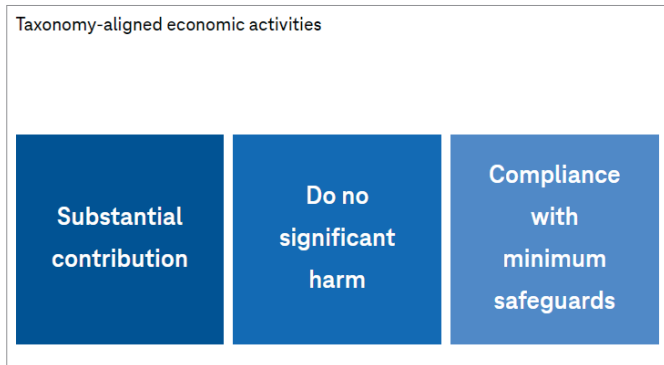 Taxonomy-aligned economic activities
Substantial
contribution
Do no
significant
harm
Compliance
with
minimum
safeguards